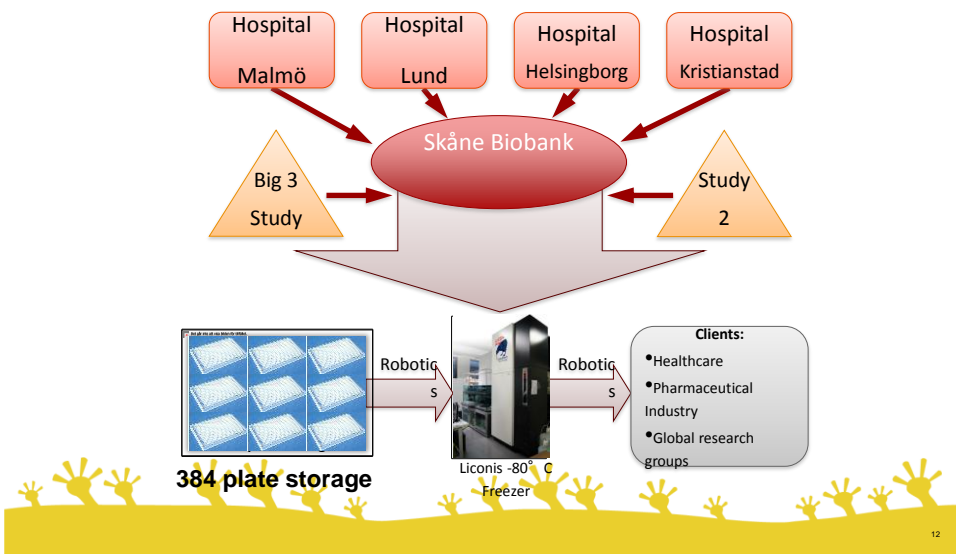 Hospital
Malmö
Hospital
Lund
Hospital
Helsingborg
Hospital
Kristianstad
Skåne Biobank
Big 3
Study
Study
2
Robotic
s
Robotic
s
Clients:
•Healthcare
•Pharmaceutical
Industry
•Global research
groups
384 plate storage
Liconis -80° C
Freezer
12